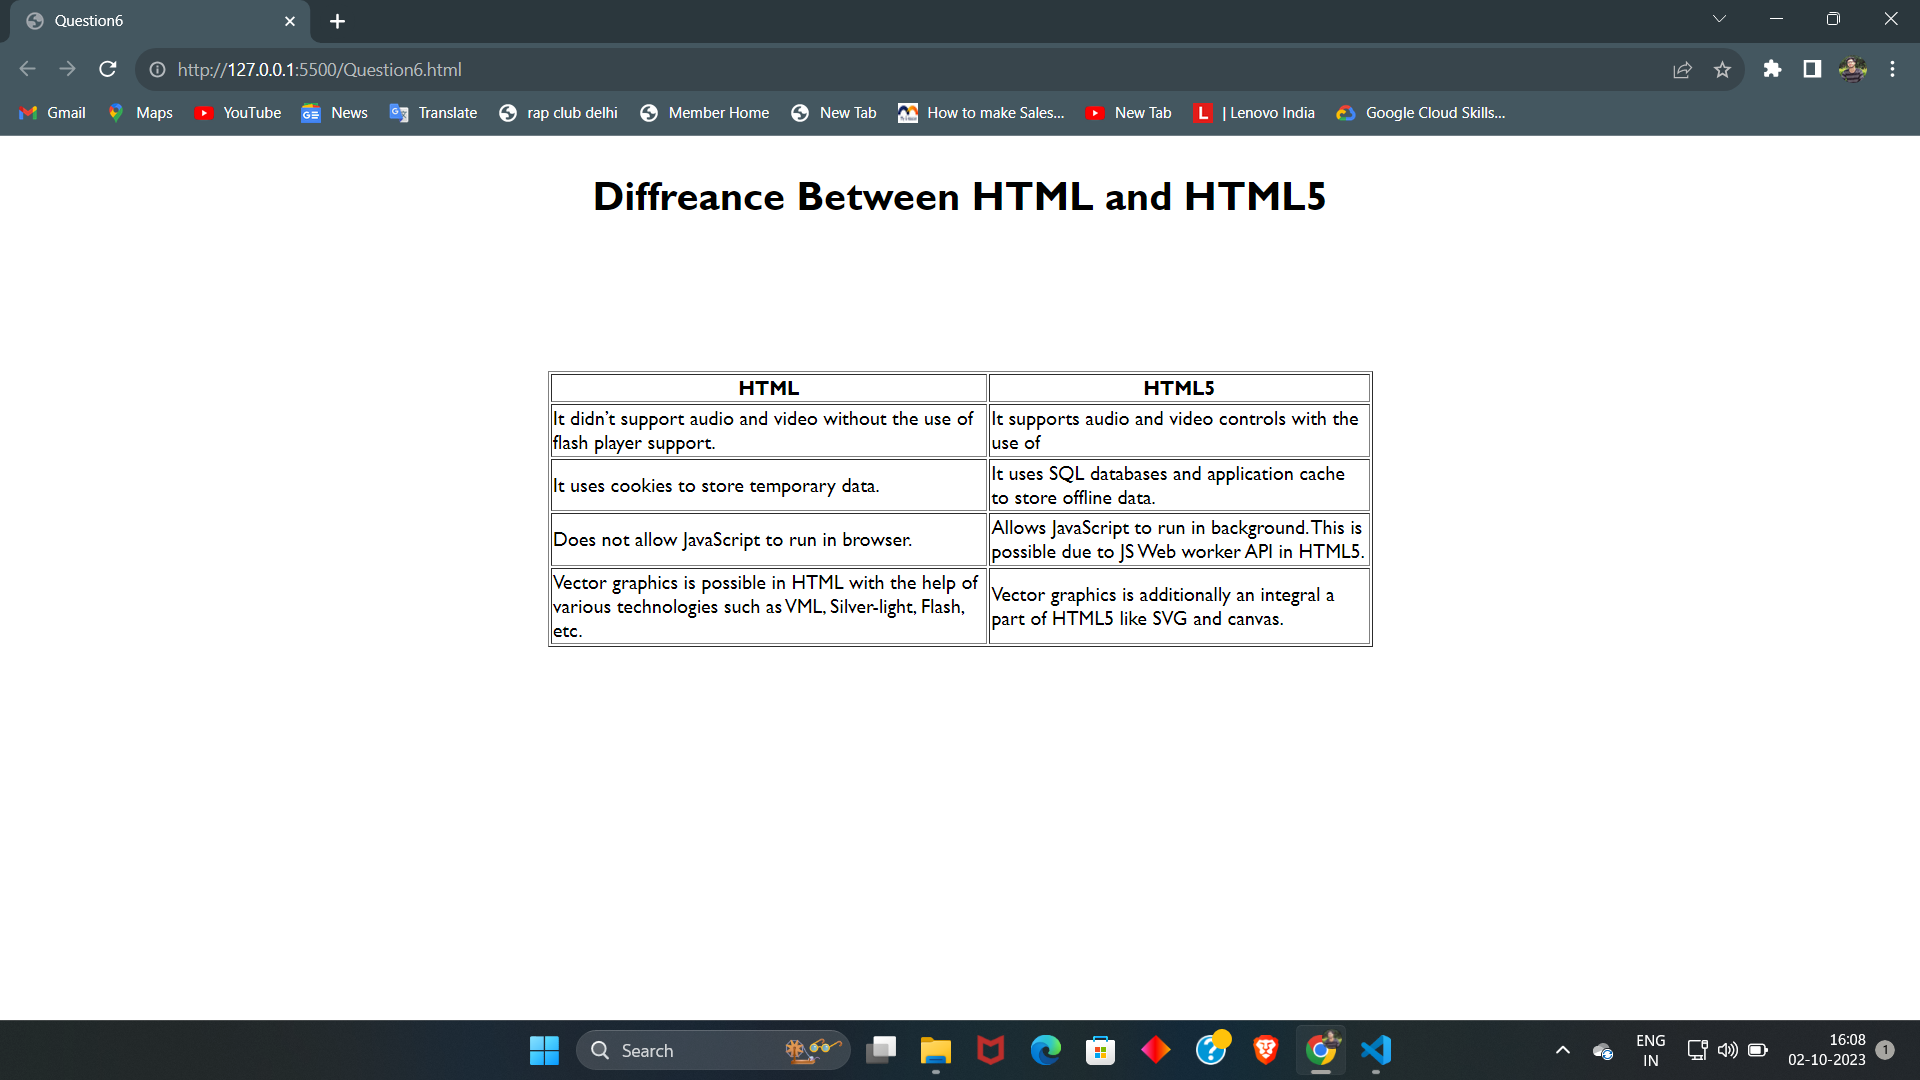 Question6
http://127.0.0.1:5500/Question6.html
Gmail Maps YouTube News Translate rap club delhi Member Home New Tab How to make Sales... New Tab | Lenovo India Google Cloud Skills...
Diffreance Between HTML and HTML5
HTML HTML5
It didn’t support audio and video without the use of
flash player support.
It supports audio and video controls with the
use of
It uses cookies to store temporary data.
It uses SQL databases and application cache
to store offline data.
Does not allow JavaScript to run in browser.
Allows JavaScript to run in background. This is
possible due to JS Web worker API in HTML5.
Vector graphics is possible in HTML with the help of
various technologies such as VML, Silver-light, Flash,
etc.
Vector graphics is additionally an integral a
part of HTML5 like SVG and canvas.
Search
ENG
IN
16:08
02-10-2023
1